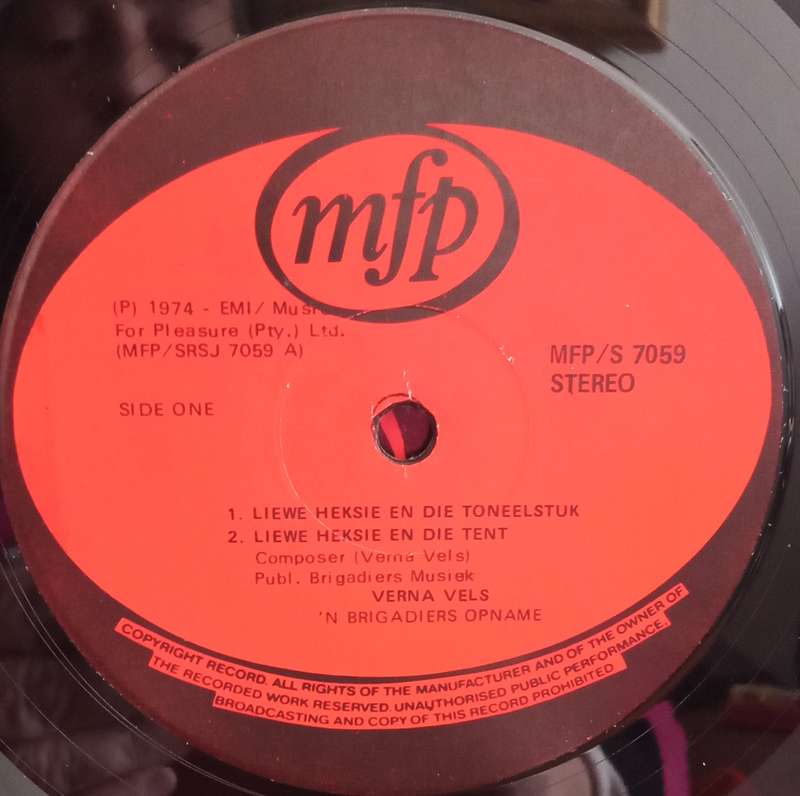 mfp
(P) 1974 - EMI/ Music
For Pleasure (Pty.) Ltd.
(MFP/SRSJ 7059 A)
MFP/S 7059
STEREO
SIDE ONE
1. LIEWE HEKSIE EN DIE TONEELSTUK
2. LIEWE HEKSIE EN DIE TENT
Composer (Verna Vels)
Publ. Brigadiers Musiek
VERNA VELS
'N BRIGADIERS OPNAME
COPYRIGHT RECORD. ALL RIGHTS OF THE MANUFACTURER AND OF THE OWNER OF
THE RECORDED WORK RESERVED. UNAUTHORISED PUBLIC PERFORMANCE.
BROADCASTING AND COPY OF THIS RECORD PROHIBITED